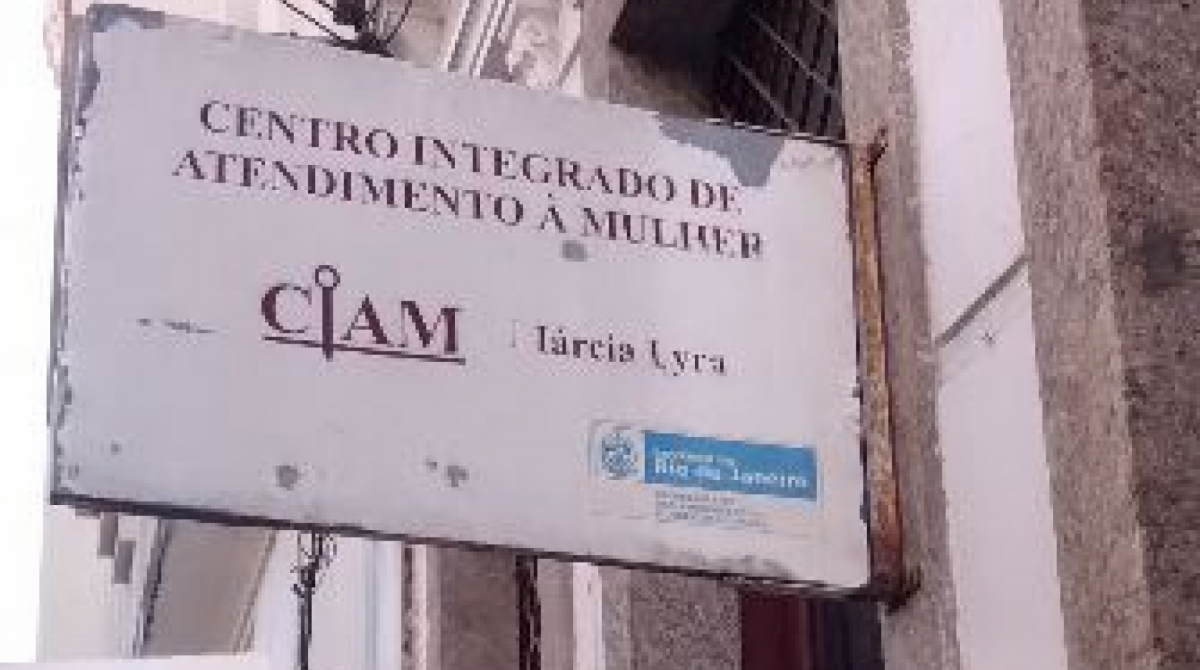 CENTRO INTEGRADO DE
ATENDIMENTO À MULHER
CIAM Márcia Lyra
Rio de Janeiro